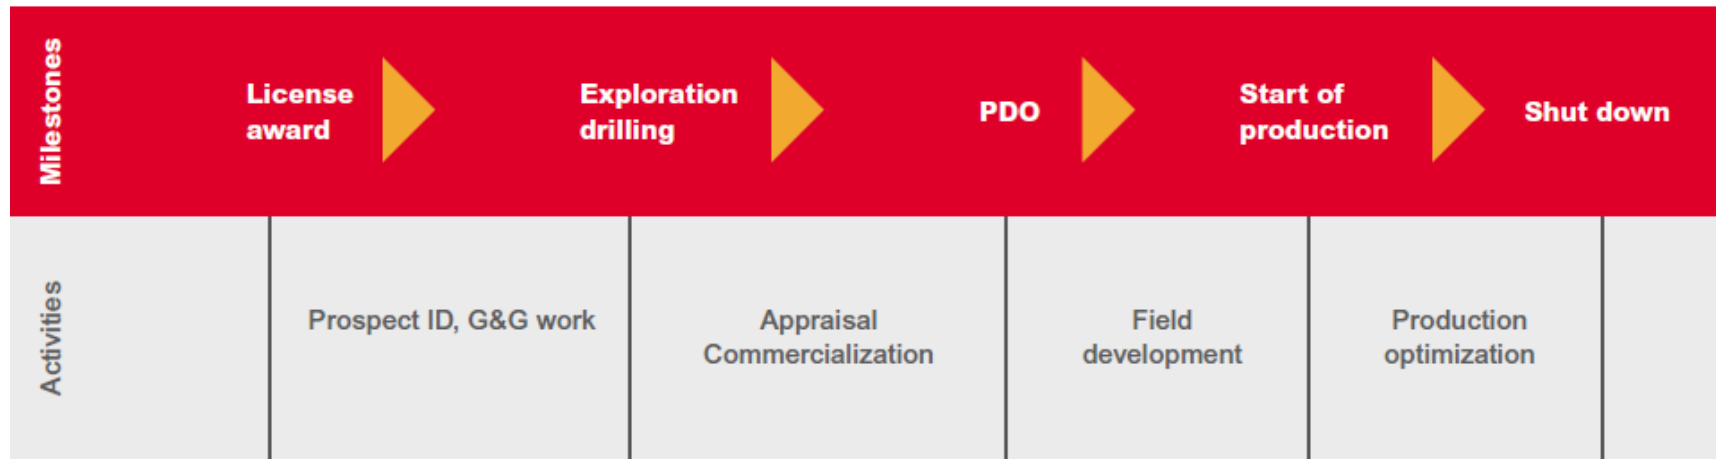 Milestones
License
award
Exploration
drilling
PDO
Start of
production
Shut down
Activities
Prospect ID, G&G work
Appraisal
Commercialization
Field
development
Production
optimization